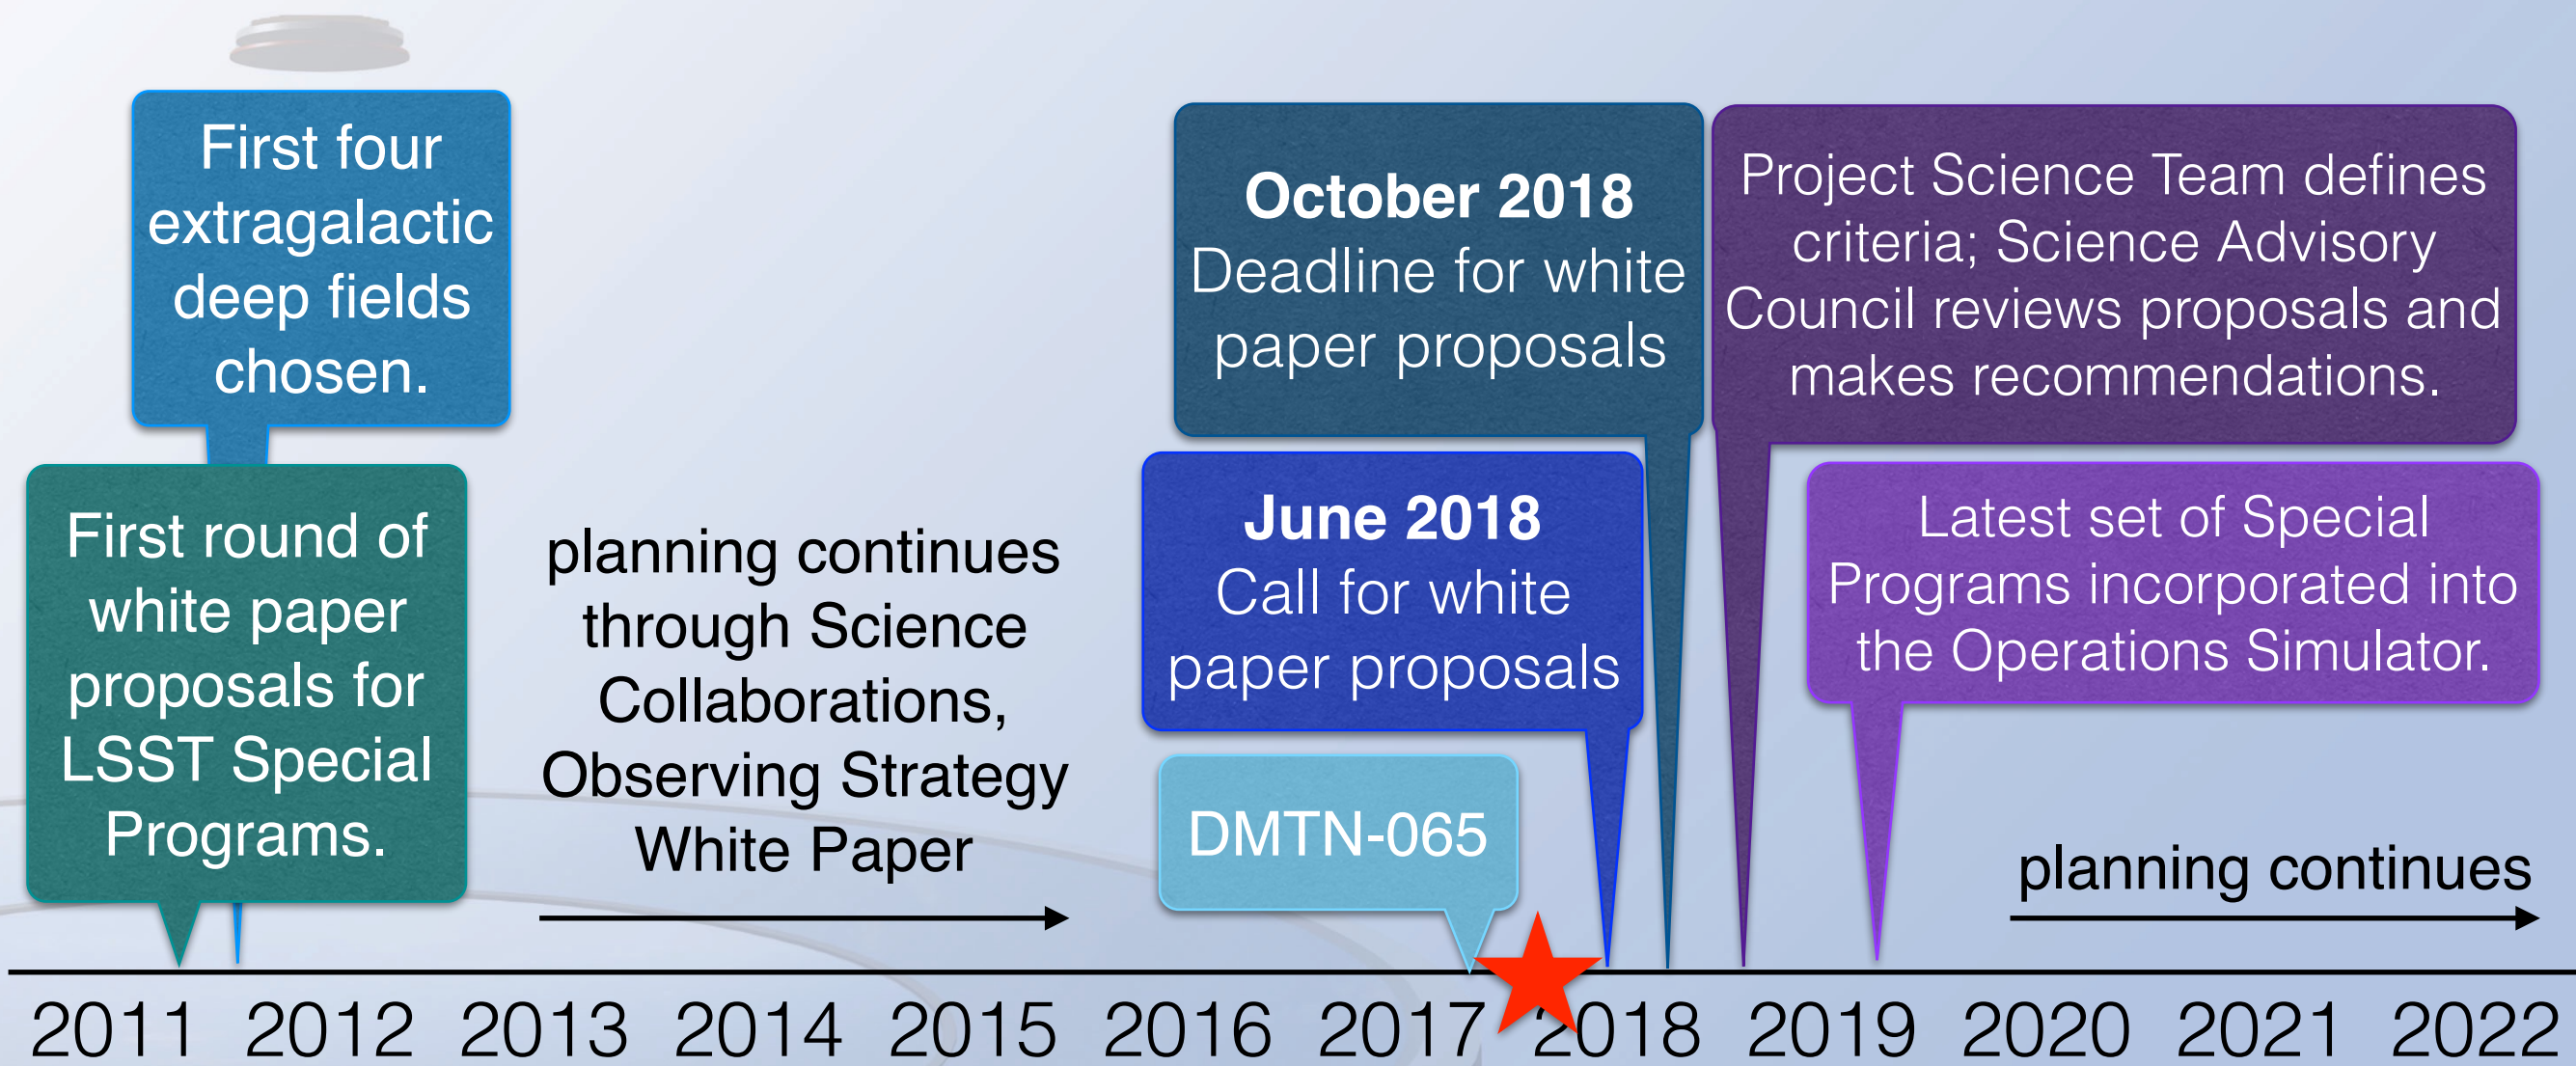 First four
extragalactic
deep fields
chosen.
First round of
white paper
proposals for
LSST Special
Programs.
planning continues
through Science
Collaborations,
Observing Strategy
White Paper
October 2018
Deadline for white
paper proposals
June 2018
Call for white
paper proposals
DMTN-065
Project Science Team defines
criteria; Science Advisory
Council reviews proposals and
makes recommendations.
Latest set of Special
Programs incorporated into
the Operations Simulator.
planning continues
2011 2012 2013 2014 2015 2016 2017 2018 2019 2020 2021 2022